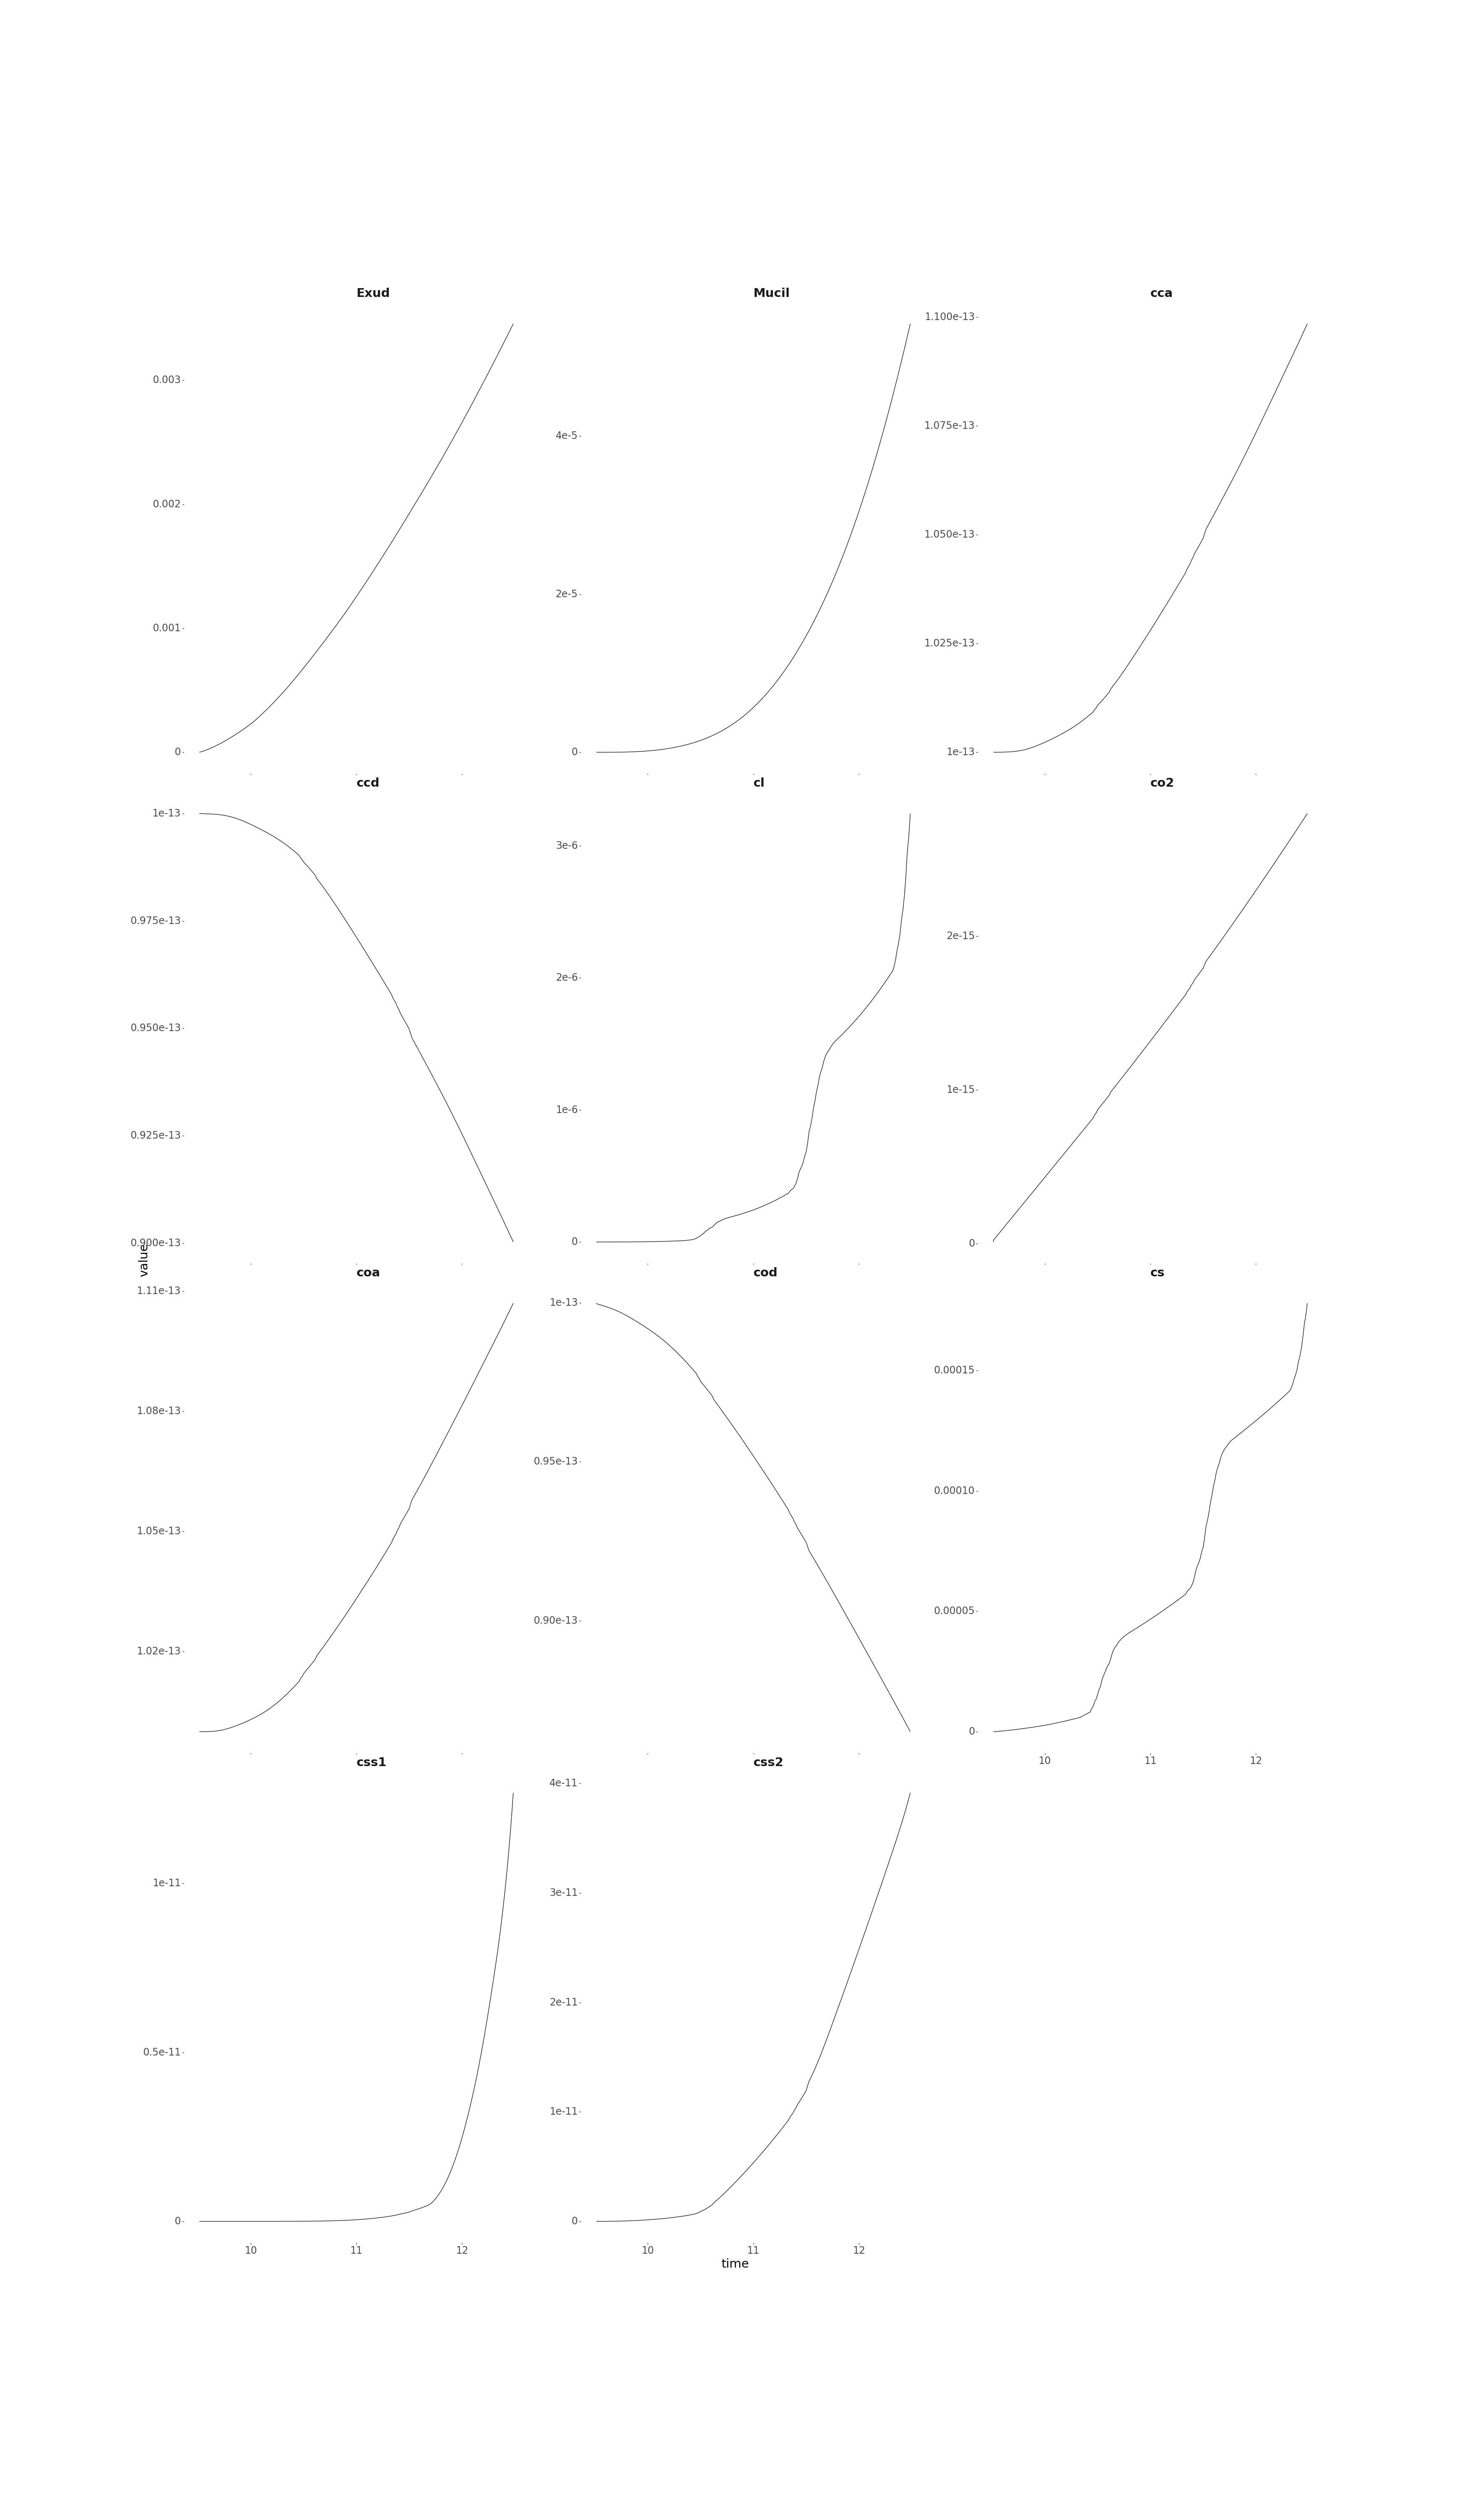 Exud Mucil cca
1.100e-13
0.003
1.075e-13
4e-5
0.002
1.050e-13
2e-5
0.001
1.025e-13
0 0 1e-13
ccd cl co2
1e-13
3e-6
2e-15
0.975e-13
2e-6
0.950e-13
1e-6
1e-15
0.925e-13
0.900e-13 0 0
value
coa cod cs
1.11e-13
1e-13
0.00015
1.08e-13
0.95e-13
0.00010
1.05e-13
0.00005
0.90e-13
1.02e-13
0
10 11 12
css1 css2
4e-11
1e-11
3e-11
2e-11
0.5e-11
1e-11
0 0
10 11 12 10 11 12
time